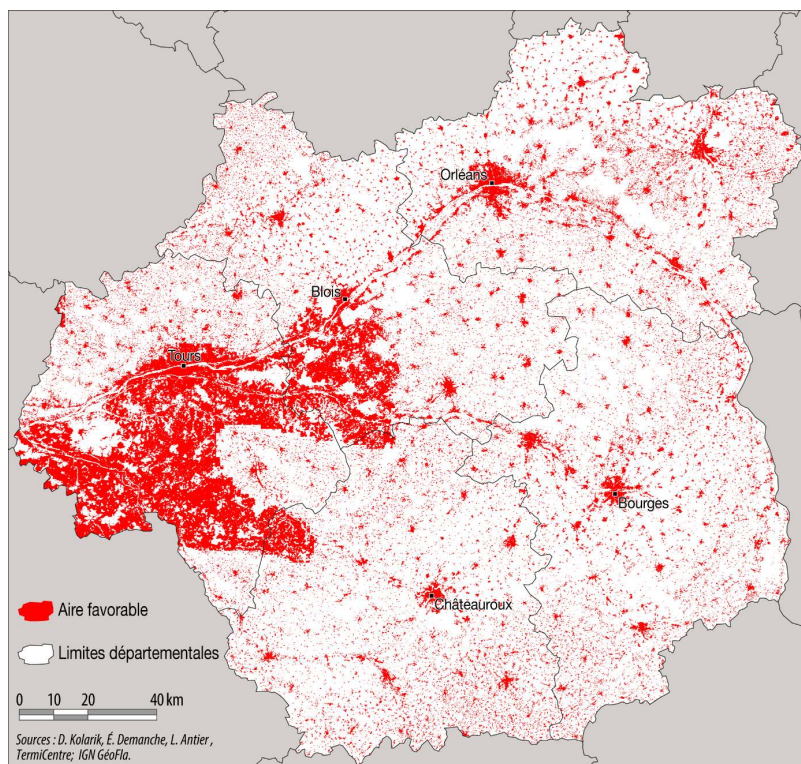 Orléans
Blois
Tours
Bourges
Châteauroux
Aire favorable
Limites départementales
0 10 20 40 km
Sources : D. Kolarik, É. Demanche, L. Antier ,
TermiCentre; IGN GéoFla.